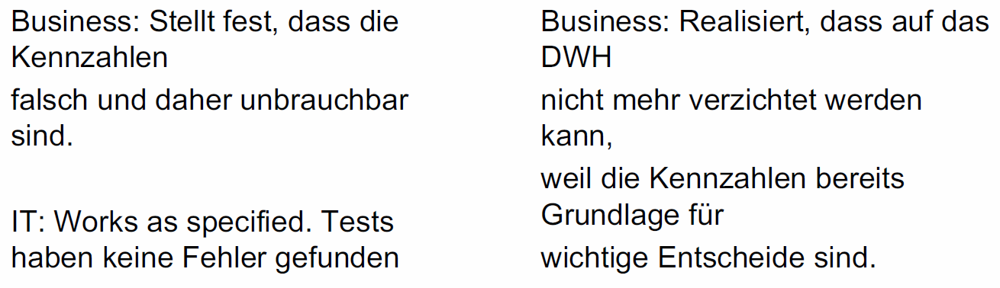 Business: Stellt fest, dass die
Kennzahlen
falsch und daher unbrauchbar
sind.
IT: Works as specified. Tests
haben keine Fehler gefunden
Business: Realisiert, dass auf das
DWH
nicht mehr verzichtet werden
kann,
weil die Kennzahlen bereits
Grundlage für
wichtige Entscheide sind.